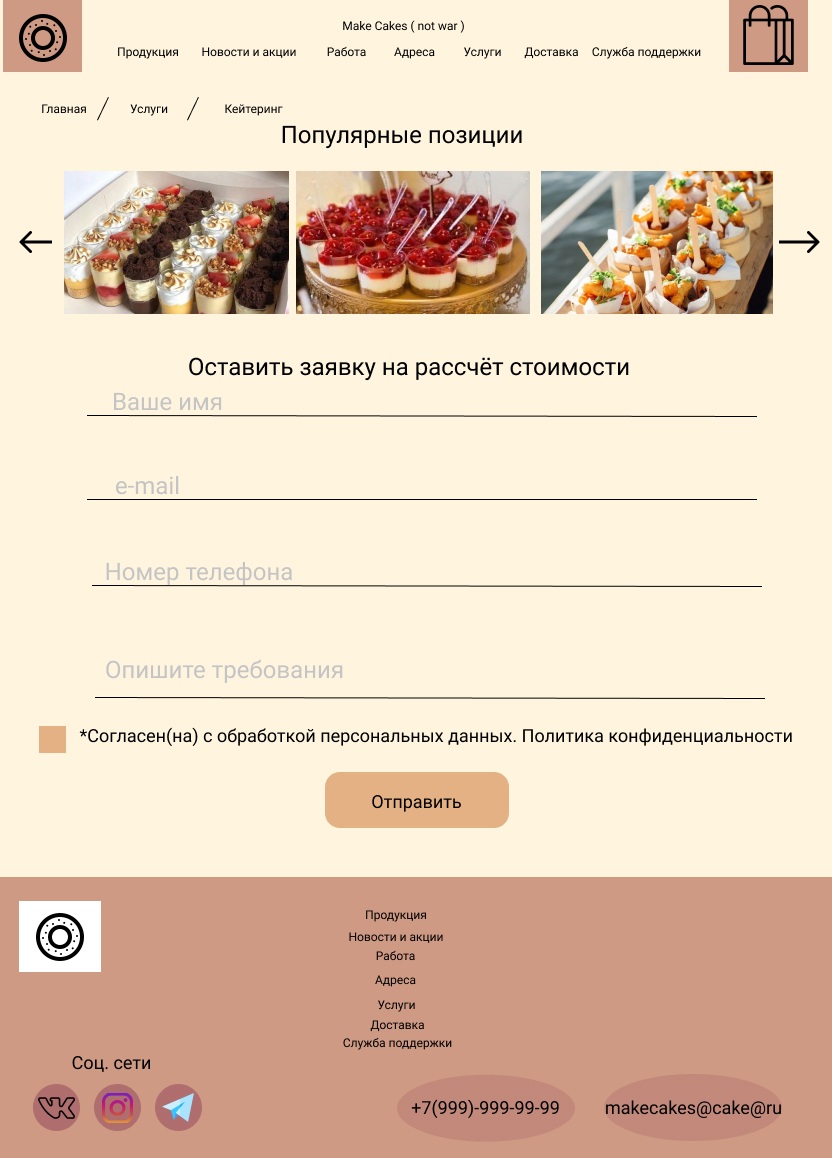 Make Cakes ( not war )
Продукция Новости и акции Работа Адреса Услуги Доставка Служба поддержки
Главная / Услуги / Кейтеринг
Популярные позиции
Оставить заявку на рассчёт стоимости
Ваше имя
e-mail
Номер телефона
Опишите требования
*Согласен(на) с обработкой персональных данных. Политика конфиденциальности
Отправить
Продукция
Новости и акции
Работа
Адреса
Услуги
Доставка
Служба поддержки
Соц. сети
+7(999)-999-99-99 makecakes@cake@ru